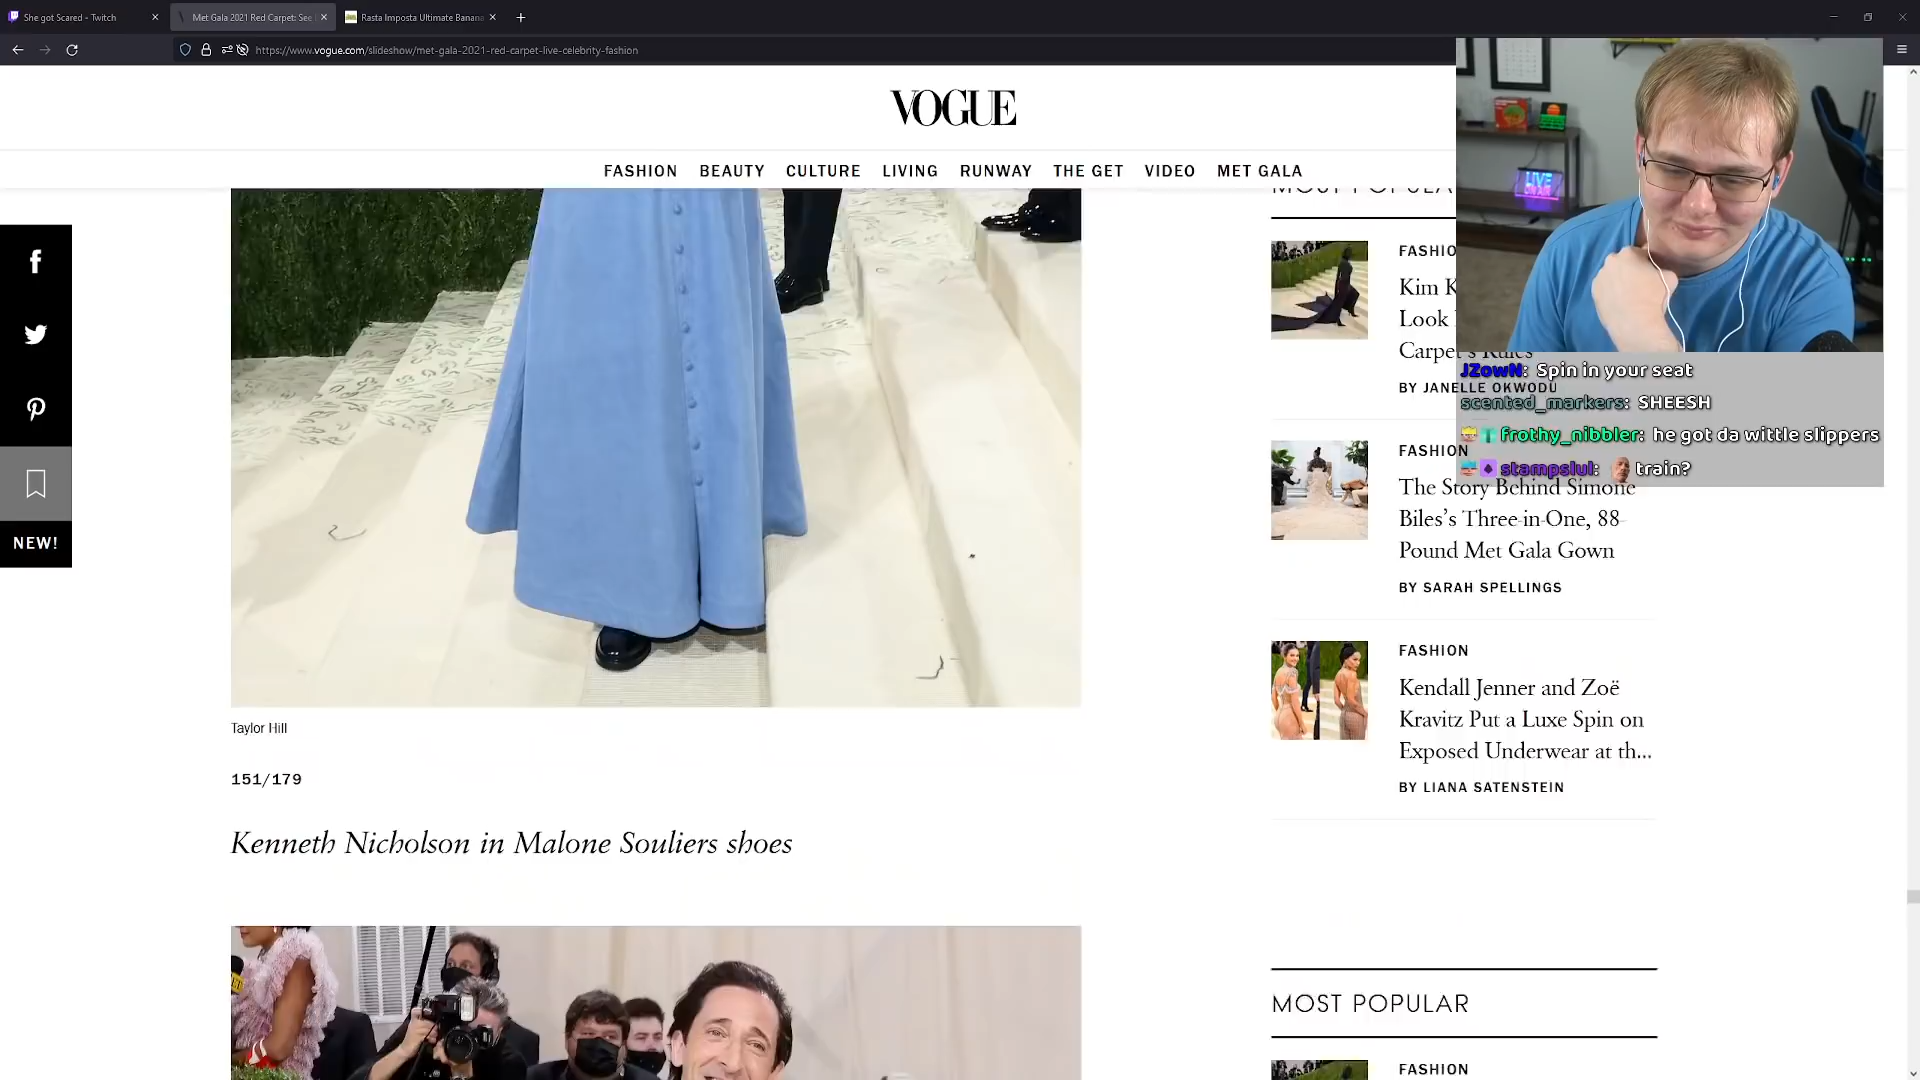 She got Scared - Twitch
Met Gala 2021 Red Carpet: See
Rasta Imposta Ultimate Banana
https://www.vogue.com/slideshow/met-gala-2021-red-carpet-live-celebrity-fashion
VOGUE
FASHION BEAUTY CULTURE LIVING RUNWAY THE GET VIDEO MET GALA
NEW!
Taylor Hill
151/179
Kenneth Nicholson in Malone Souliers shoes
MOST POPULA
FASHIO
Kim K
Look
Carpet's Rules
BY JANELLE OKWODU
FASHION
The Story Behind Simone
Biles's Three-in-One, 88-
Pound Met Gala Gown
BY SARAH SPELLINGS
FASHION
Kendall Jenner and Zoë
Kravitz Put a Luxe Spin on
Exposed Underwear at th...
BY LIANA SATENSTEIN
MOST POPULAR
FASHION
LIVE
JZowN: Spin in your seat
scented_markers: SHEESH
frothy_nibbler: he got da wittle slippers
stampslul: train?